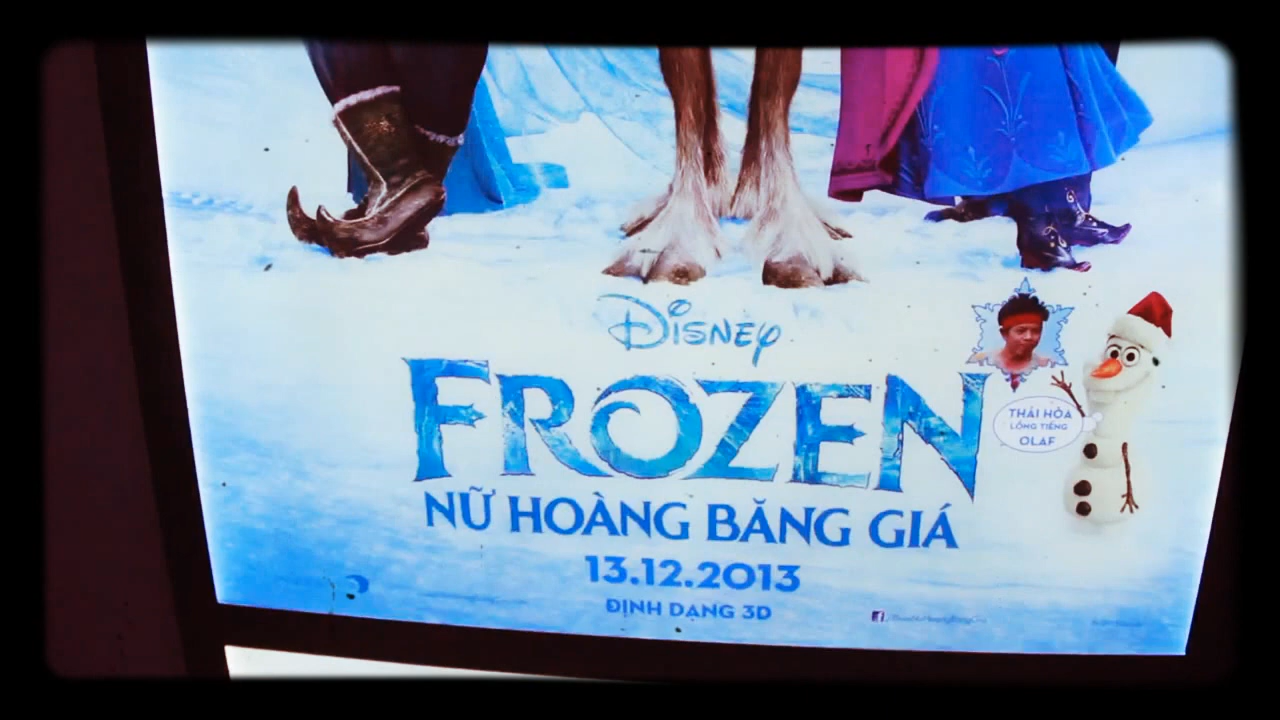 Disney
FROZEN
THÁI HÒA
LỒNG TIẾNG
OLAF
NỮ HOÀNG BĂNG GIÁ
13.12.2013
ĐỊNH DẠNG 3D